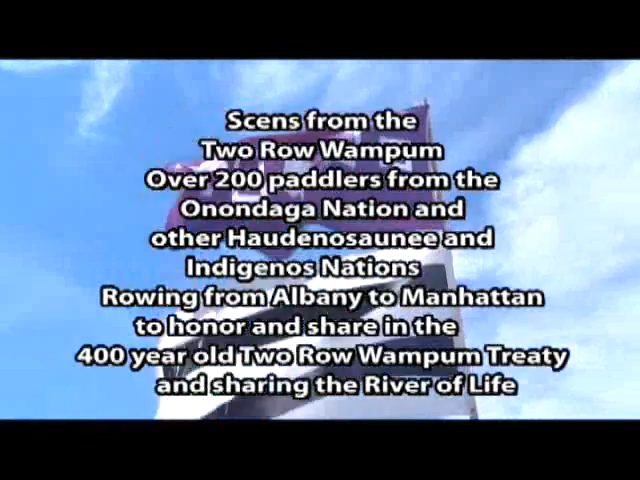 Scens from the
Two Row Wampum
Over 200 paddlers from the
Onondaga Nation and
other Haudenosaunee and
Indigenos Nations
Rowing from Albany to Manhattan
to honor and share in the
400 year old Two Row Wampum Treaty
and sharing the River of Life